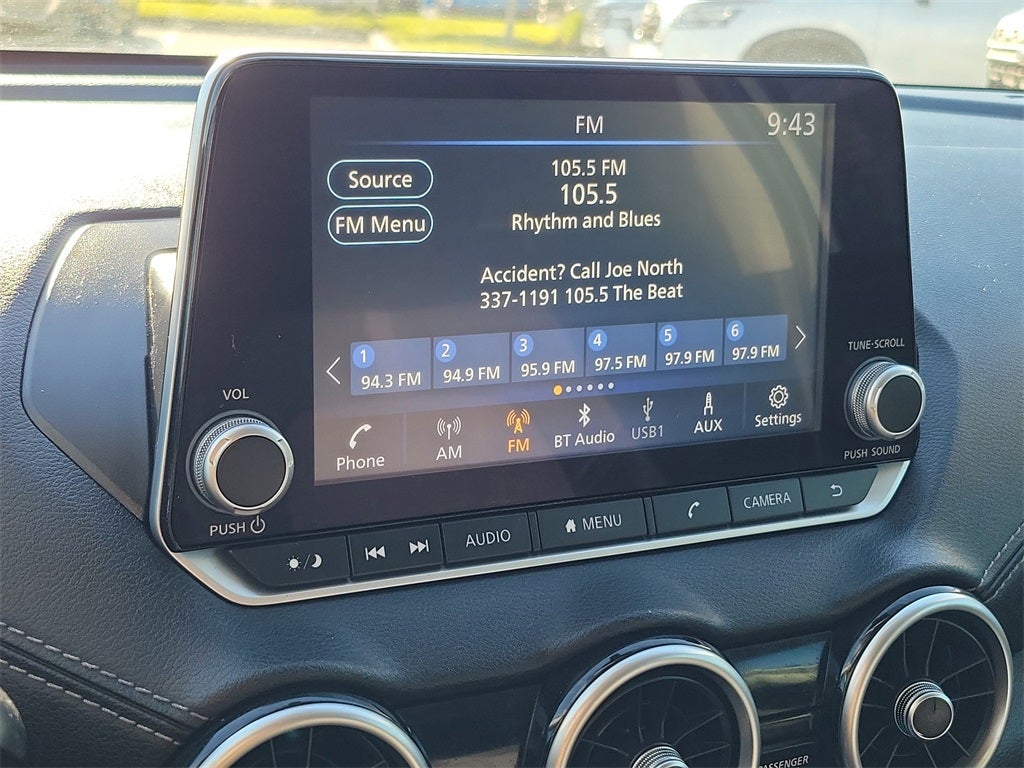 FM
9:43
Source
FM Menu
105.5 FM
105.5
Rhythm and Blues
Accident? Call Joe North
337-1191 105.5 The Beat
1 2 3 4 5 6
94.3 FM 94.9 FM 95.9 FM 97.5 FM 97.9 FM 97.9 FM
Phone AM FM BT Audio USB1 AUX Settings
VOL
PUSH
TUNE·SCROLL
PUSH SOUND
AUDIO MENU CAMERA
PASSENGER